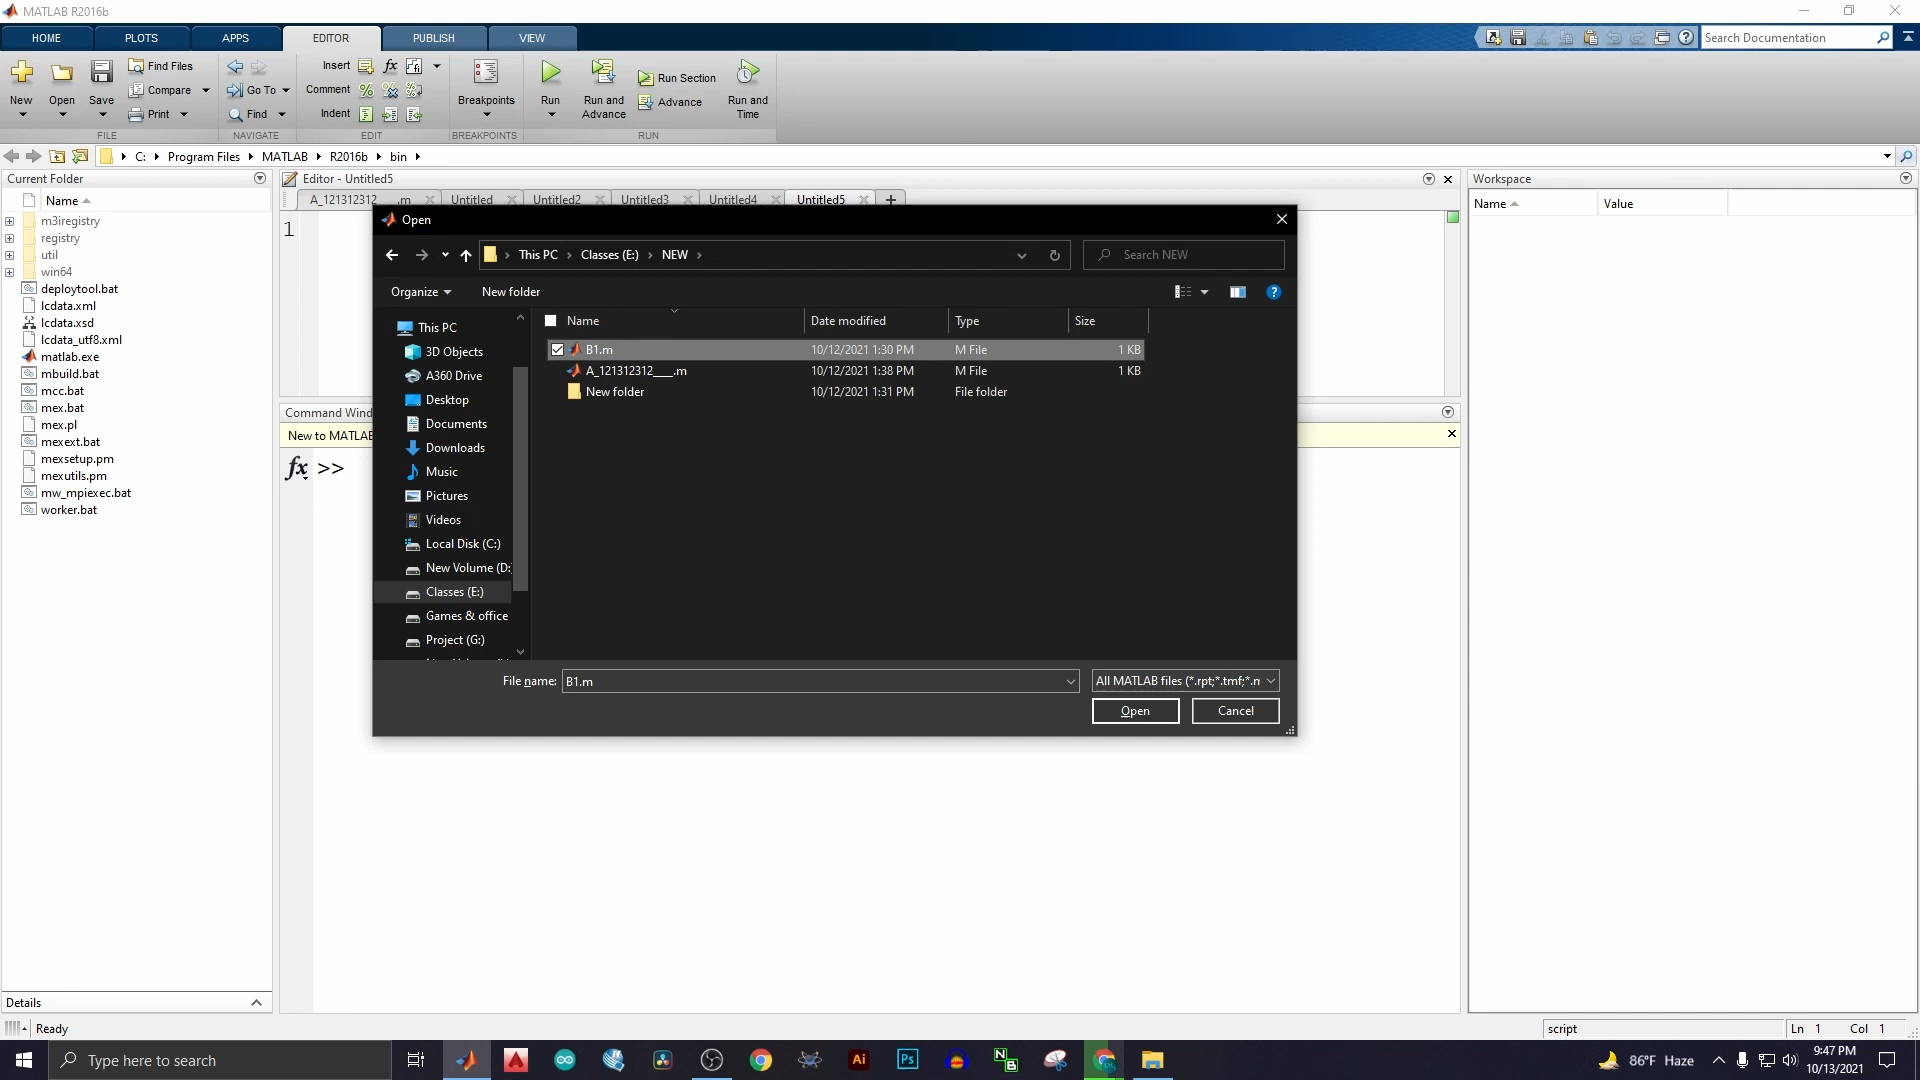 MATLAB R2016b
HOME PLOTS APPS EDITOR PUBLISH VIEW
Search Documentation
New Open Save
Find Files
Compare
Print
Go To
Find
Insert fx
Comment
Indent
Breakpoints
Run
Run and Advance
Run Section
Advance
Run and Time
FILE NAVIGATE EDIT BREAKPOINTS RUN
C: Program Files MATLAB R2016b bin
Current Folder
Name
m3iregistry
registry
util
win64
deploytool.bat
lcdata.xml
lcdata.xsd
lcdata_utf8.xml
matlab.exe
mbuild.bat
mcc.bat
mex.bat
mex.pl
mexext.bat
mexsetup.pm
mexutils.pm
mw_mpiexec.bat
worker.bat
Details
Editor - Untitled5
A_121312312___.m Untitled Untitled2 Untitled3 Untitled4 Untitled5 +
1
Command Wind
New to MATLAB
fx >>
Open
This PC Classes (E:) NEW
Search NEW
Organize New folder
This PC
3D Objects
A360 Drive
Desktop
Documents
Downloads
Music
Pictures
Videos
Local Disk (C:)
New Volume (D:
Classes (E:)
Games & office
Project (G:)
Name Date modified Type Size
B1.m 10/12/2021 1:30 PM M File 1 KB
A_121312312___.m 10/12/2021 1:38 PM M File 1 KB
New folder 10/12/2021 1:31 PM File folder
File name: B1.m
All MATLAB files (*.rpt;*.tmf;*.n
Open Cancel
Workspace
Name Value
Ready
script Ln 1 Col 1
Type here to search
Ai Ps N B
86°F Haze
9:47 PM
10/13/2021